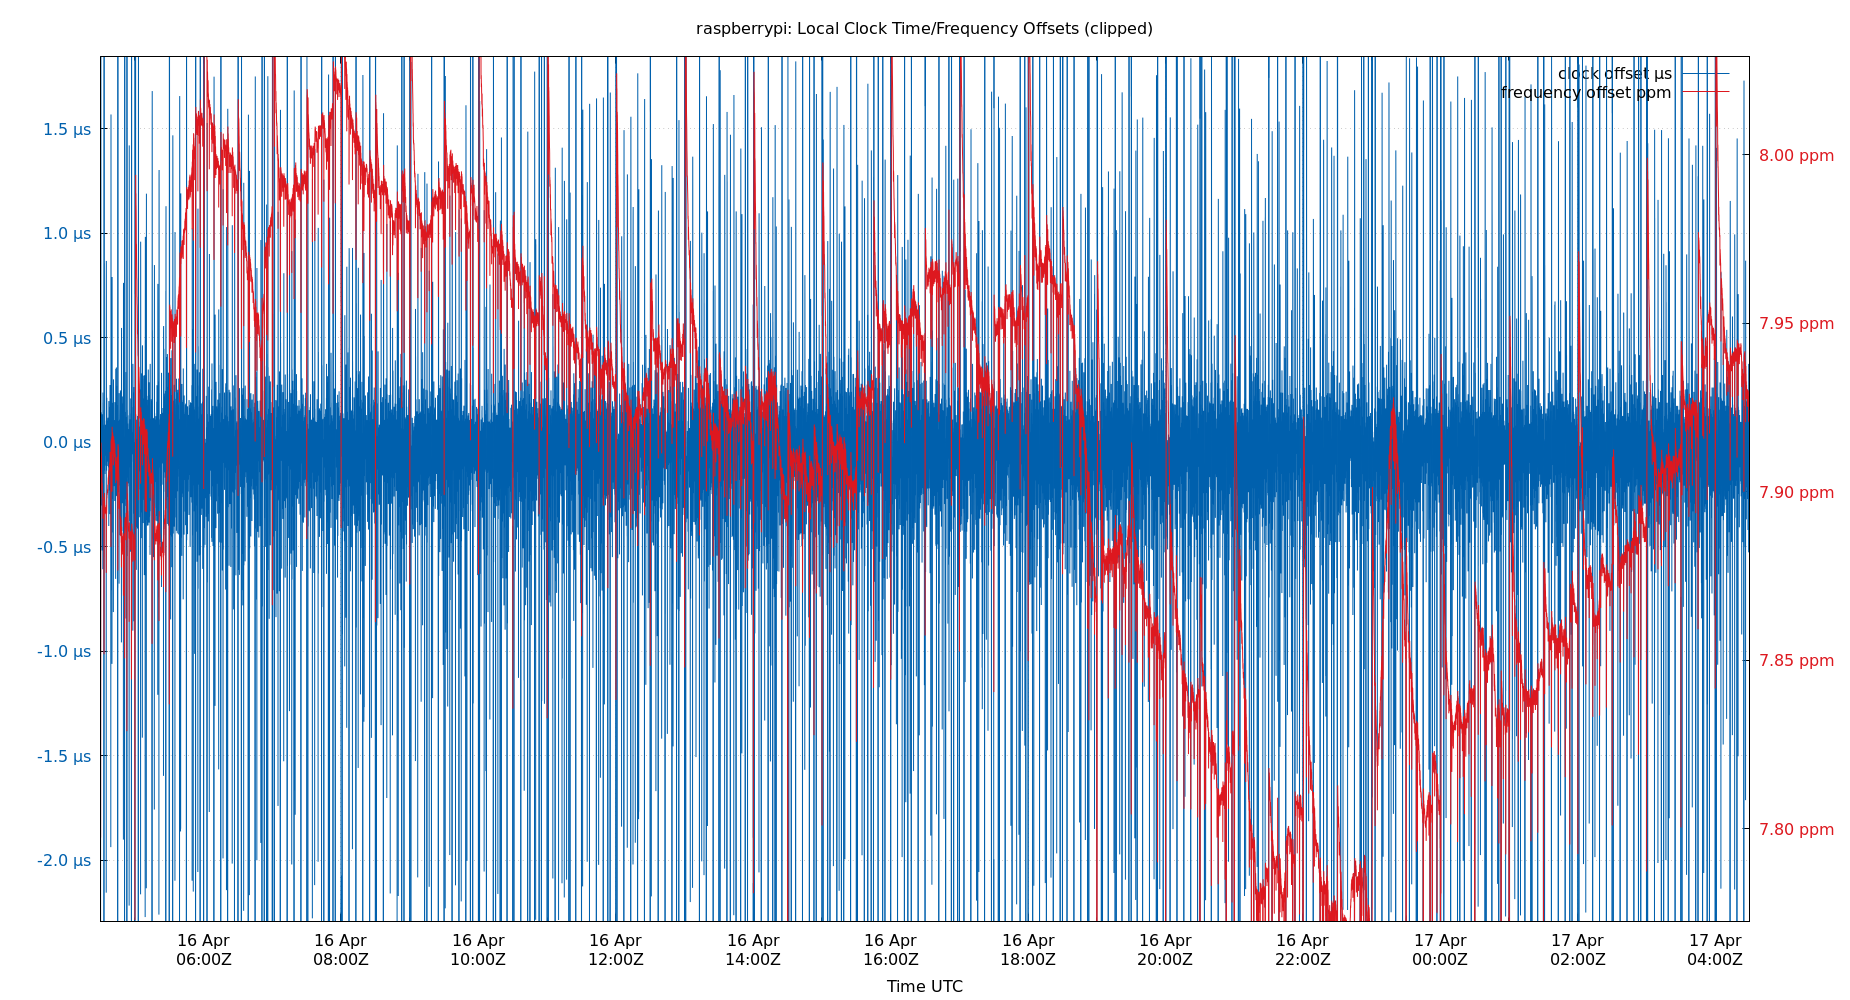 raspberrypi: Local Clock Time/Frequency Offsets (clipped)
clock offset µs
frequency offset ppm
1.5 µs
1.0 µs
0.5 µs
0.0 µs
-0.5 µs
-1.0 µs
-1.5 µs
-2.0 µs
8.00 ppm
7.95 ppm
7.90 ppm
7.85 ppm
7.80 ppm
16 Apr
06:00Z
16 Apr
08:00Z
16 Apr
10:00Z
16 Apr
12:00Z
16 Apr
14:00Z
16 Apr
16:00Z
16 Apr
18:00Z
16 Apr
20:00Z
16 Apr
22:00Z
17 Apr
00:00Z
17 Apr
02:00Z
17 Apr
04:00Z
Time UTC